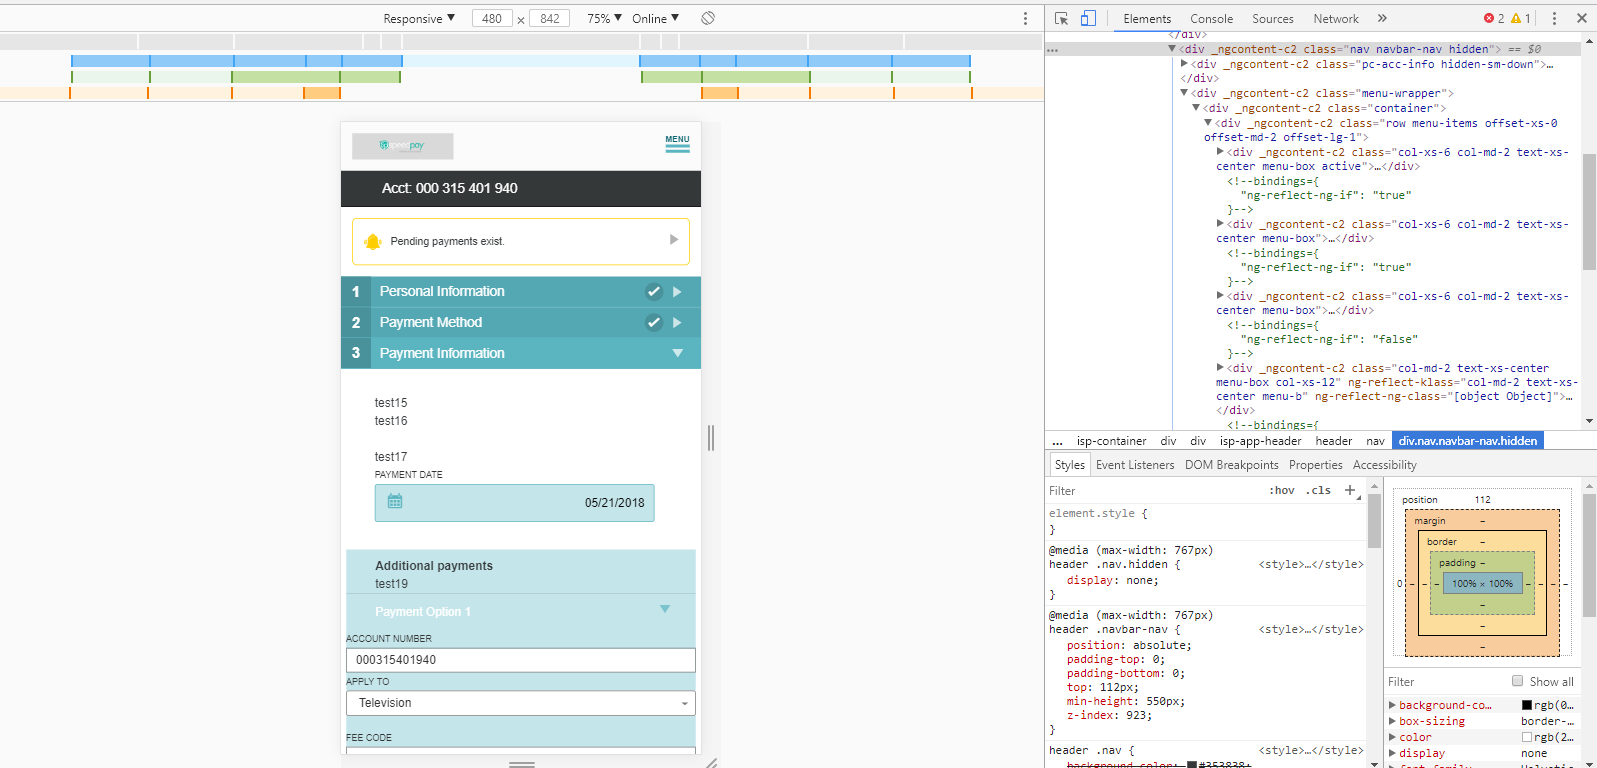 Responsive ▼ 480 × 842 75% ▼ Online ▼
MENU
speedpay
Acct: 000 315 401 940
Pending payments exist.
1 Personal Information
2 Payment Method
3 Payment Information
test15
test16
test17
PAYMENT DATE
05/21/2018
Additional payments
test19
Payment Option 1
ACCOUNT NUMBER
000315401940
APPLY TO
Television
FEE CODE
Elements Console Sources Network » 2 1
</div>
... ▼<div _ngcontent-c2 class="nav navbar-nav hidden"> == $0
▶<div _ngcontent-c2 class="pc-acc-info hidden-sm-down">…
</div>
▼<div _ngcontent-c2 class="menu-wrapper">
▼<div _ngcontent-c2 class="container">
▼<div _ngcontent-c2 class="row menu-items offset-xs-0
offset-md-2 offset-lg-1">
▶<div _ngcontent-c2 class="col-xs-6 col-md-2 text-xs-
center menu-box active">…</div>
<!--bindings={
"ng-reflect-ng-if": "true"
}-->
▶<div _ngcontent-c2 class="col-xs-6 col-md-2 text-xs-
center menu-box">…</div>
<!--bindings={
"ng-reflect-ng-if": "true"
}-->
▶<div _ngcontent-c2 class="col-xs-6 col-md-2 text-xs-
center menu-box">…</div>
<!--bindings={
"ng-reflect-ng-if": "false"
}-->
▶<div _ngcontent-c2 class="col-md-2 text-xs-center
menu-box col-xs-12" ng-reflect-klass="col-md-2 text-xs-
center menu-b" ng-reflect-ng-class="[object Object]">…
</div>
<!--bindings={
... isp-container div div isp-app-header header nav div.nav.navbar-nav.hidden
Styles Event Listeners DOM Breakpoints Properties Accessibility
Filter :hov .cls +
element.style {
}
@media (max-width: 767px)
header .nav.hidden { <style>…</style>
display: none;
}
@media (max-width: 767px)
header .navbar-nav { <style>…</style>
position: absolute;
padding-top: 0;
padding-bottom: 0;
top: 112px;
min-height: 550px;
z-index: 923;
}
header .nav { <style>…</style>
background-color: #353838;
position 112
margin –
border –
padding –
0 – – – 100% × 100% – – –
–
–
–
Filter Show all
▶ background-co… rgb(0…
▶ box-sizing border-…
▶ color rgb(2…
▶ display none
▶ font-family Helvetic